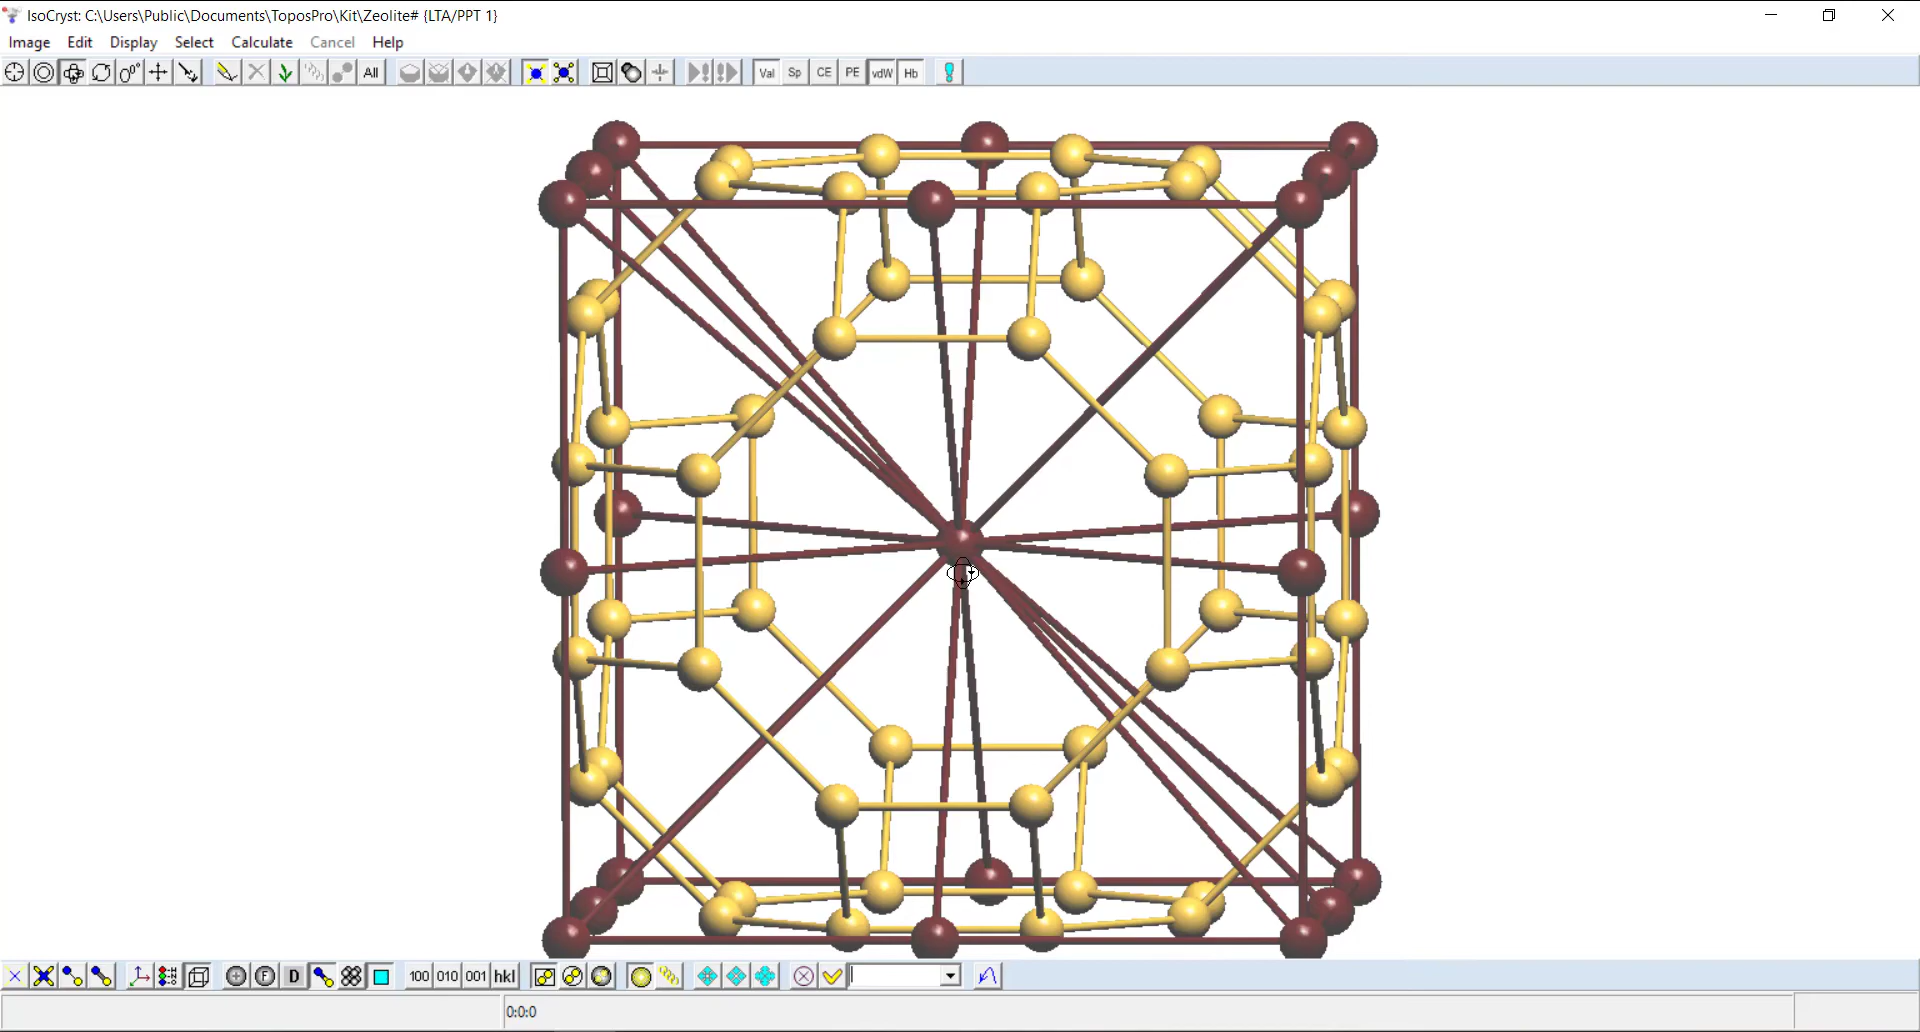 IsoCryst: C:\Users\Public\Documents\ToposPro\Kit\Zeolite# {LTA/PPT 1}
Image Edit Display Select Calculate Cancel Help
0° All Val Sp CE PE vdW Hb
F D 100 010 001 hkl
0:0:0